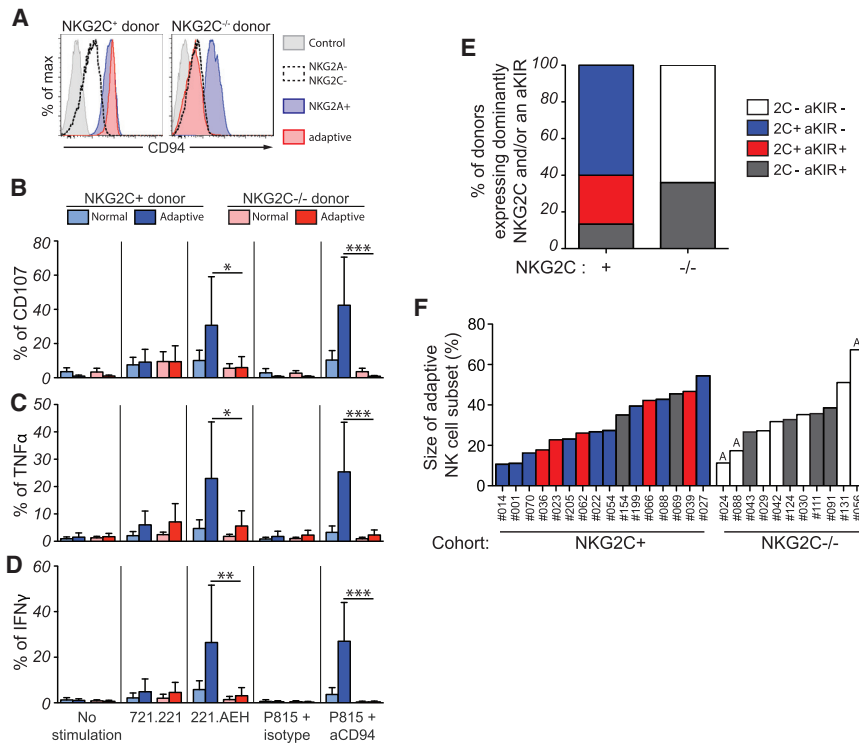 A
NKG2C+ donor
NKG2C-/- donor
% of max
CD94
Control
NKG2A-
NKG2C-
NKG2A+
adaptive
B
NKG2C+ donor
NKG2C-/- donor
Normal
Adaptive
Normal
Adaptive
% of CD107
80
60
40
20
0
*
***
C
% of TNFα
50
40
30
20
10
0
*
***
D
% of IFNγ
60
40
20
0
**
***
No stimulation
721.221
221.AEH
P815 + isotype
P815 + aCD94
E
% of donors
expressing dominantly
NKG2C and/or an aKIR
100
80
60
40
20
0
NKG2C :
+
-/-
2C- aKIR-
2C+ aKIR-
2C+ aKIR+
2C- aKIR+
F
Size of adaptive
NK cell subset (%)
80
60
40
20
0
A
A
A
#014
#001
#070
#036
#023
#205
#062
#022
#054
#154
#199
#066
#088
#069
#039
#027
#024
#088
#043
#029
#042
#124
#030
#111
#091
#131
#056
Cohort:
NKG2C+
NKG2C-/-